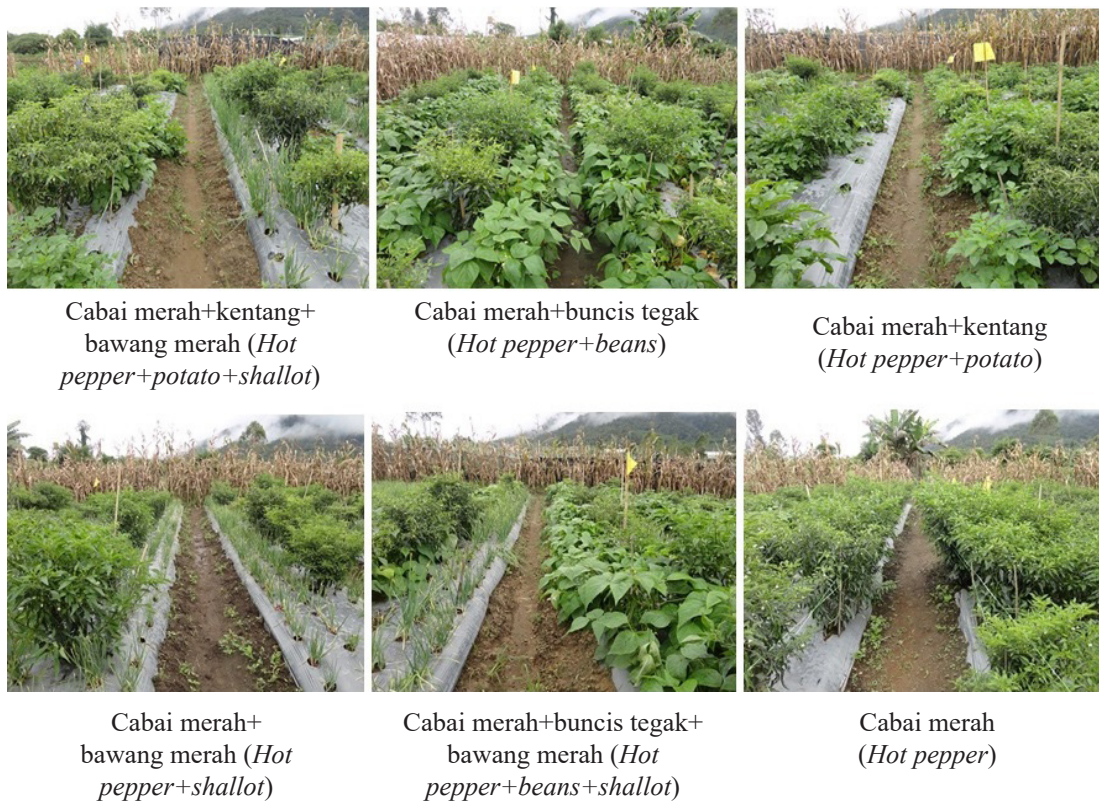 Cabai merah+kentang+
bawang merah (Hot
pepper+potato+shallot)
Cabai merah+buncis tegak
(Hot pepper+beans)
Cabai merah+kentang
(Hot pepper+potato)
Cabai merah+
bawang merah (Hot
pepper+shallot)
Cabai merah+buncis tegak+
bawang merah (Hot
pepper+beans+shallot)
Cabai merah
(Hot pepper)